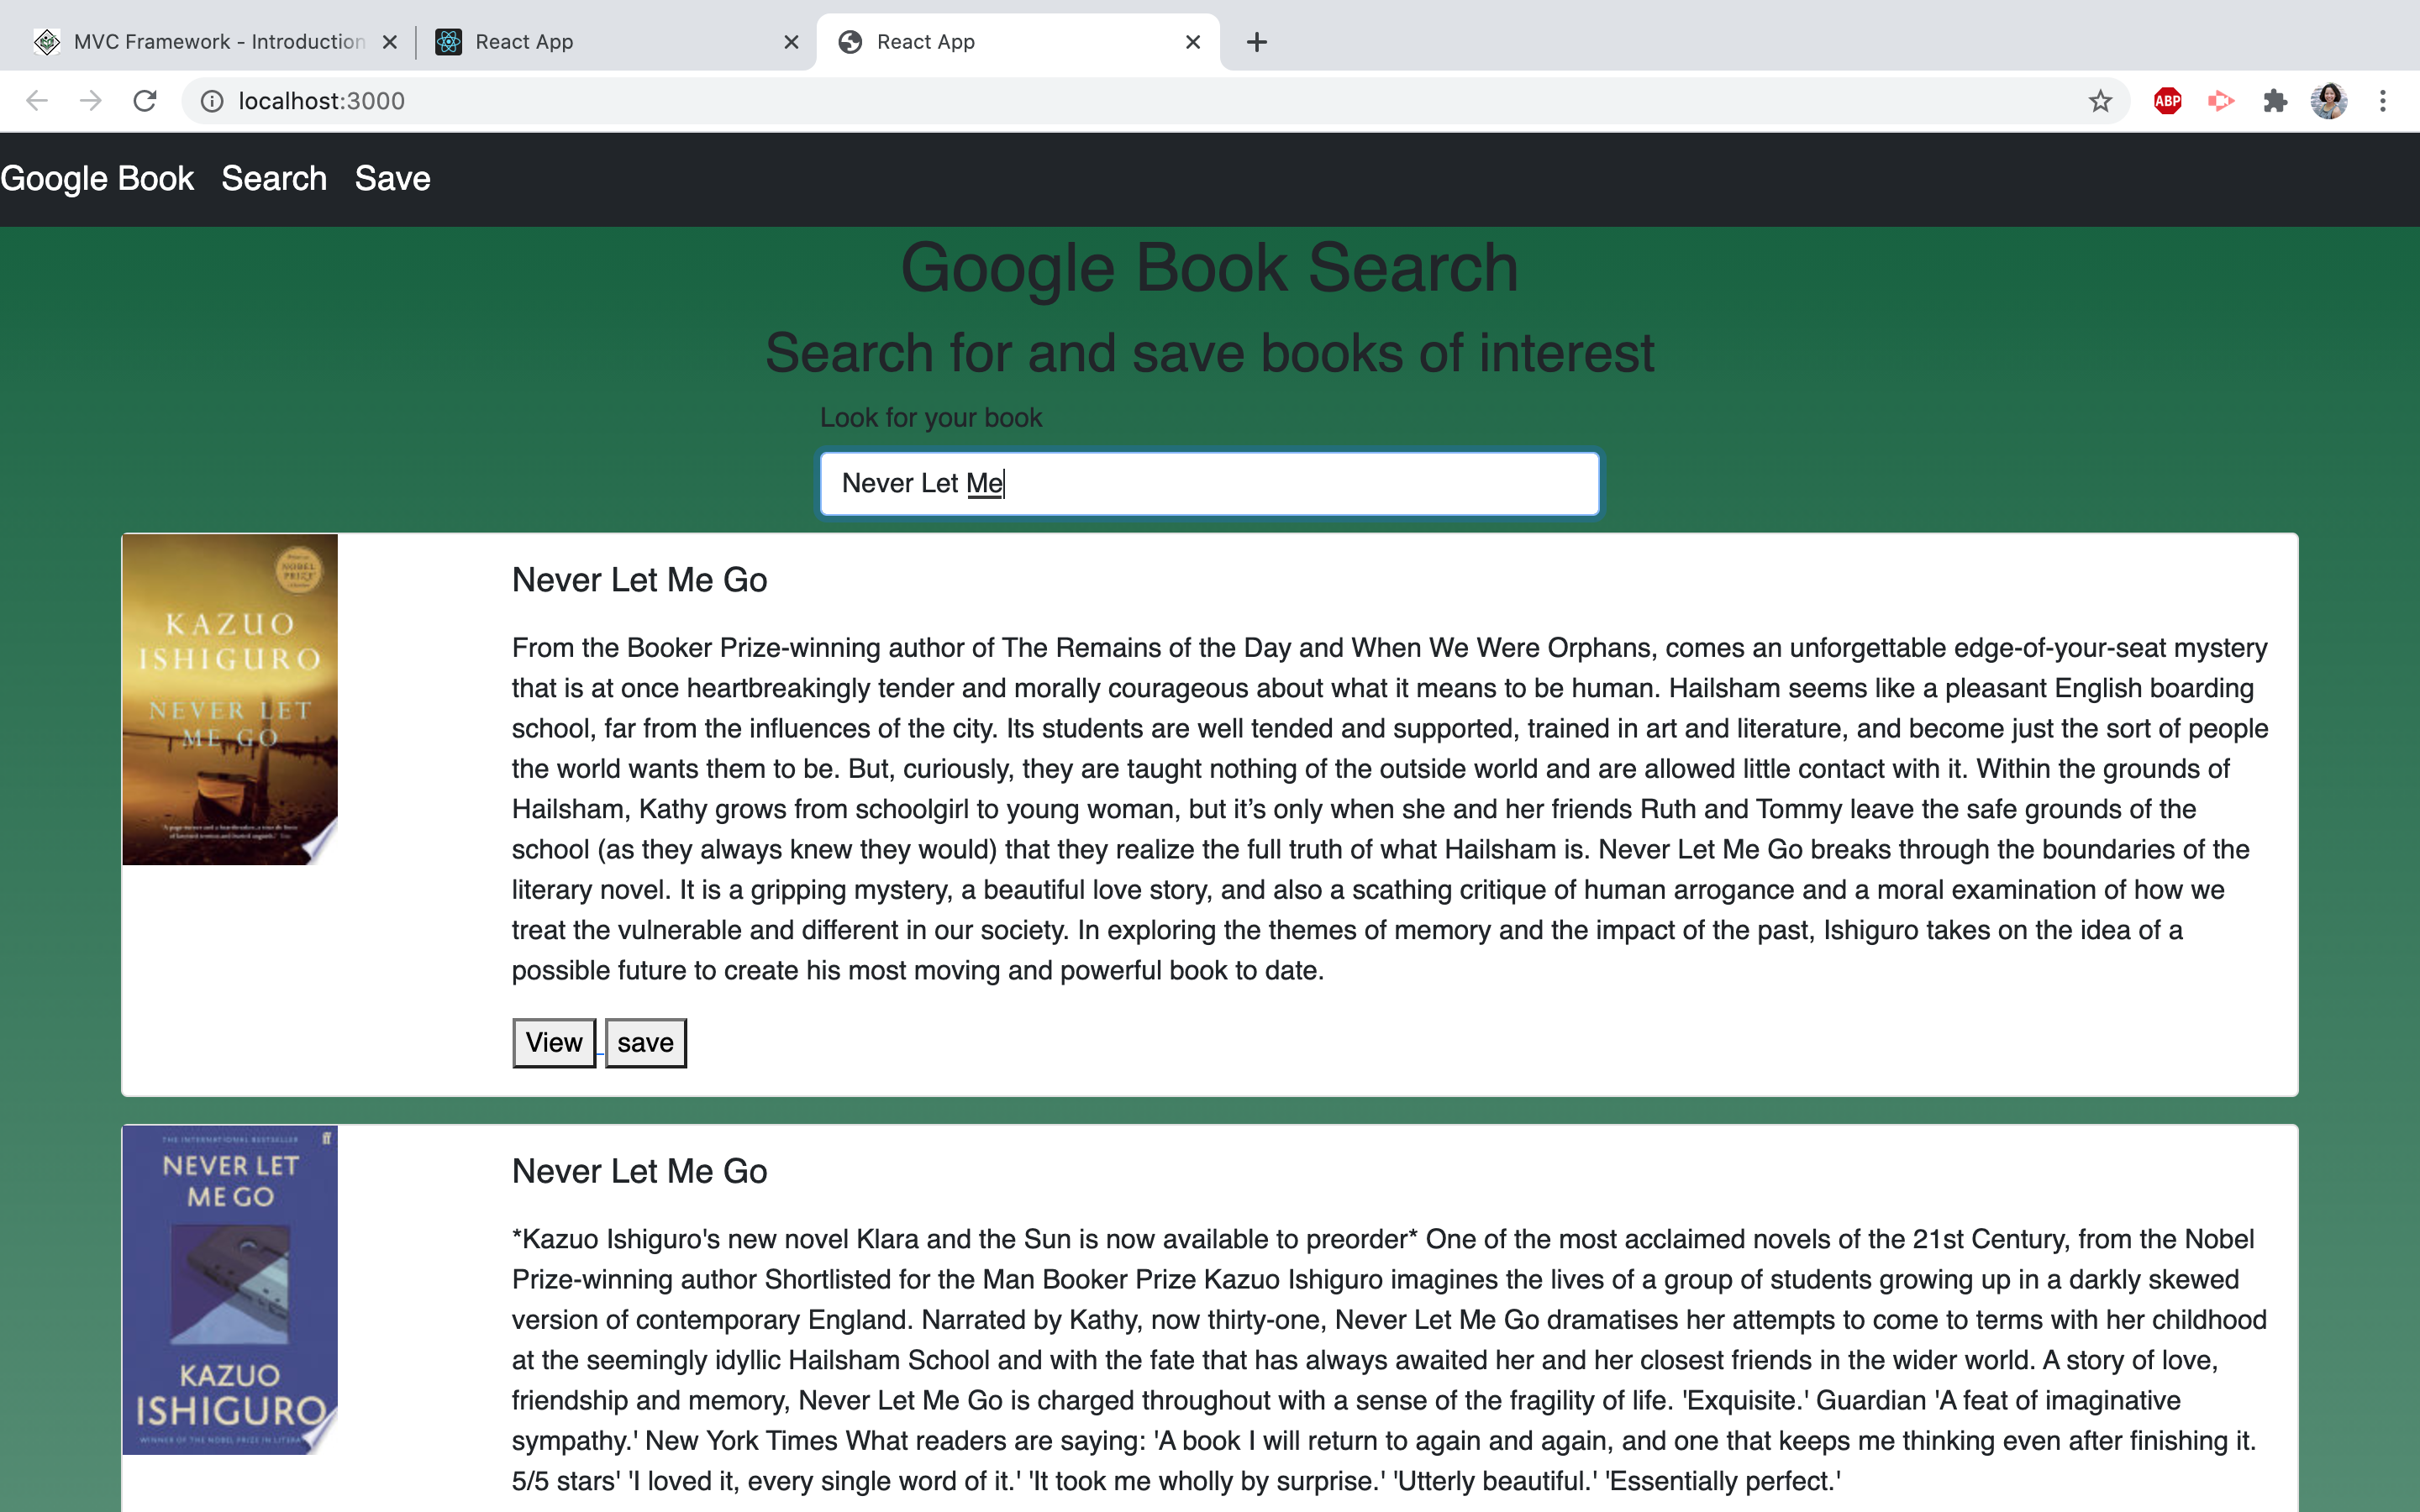 MVC Framework - Introduction
React App
React App
localhost:3000
ABP
Google Book Search Save
Google Book Search
Search for and save books of interest
Look for your book
Never Let Me
NOBEL
PRIZE
KAZUO
ISHIGURO
NEVER LET
ME GO
Never Let Me Go
From the Booker Prize-winning author of The Remains of the Day and When We Were Orphans, comes an unforgettable edge-of-your-seat mystery
that is at once heartbreakingly tender and morally courageous about what it means to be human. Hailsham seems like a pleasant English boarding
school, far from the influences of the city. Its students are well tended and supported, trained in art and literature, and become just the sort of people
the world wants them to be. But, curiously, they are taught nothing of the outside world and are allowed little contact with it. Within the grounds of
Hailsham, Kathy grows from schoolgirl to young woman, but it’s only when she and her friends Ruth and Tommy leave the safe grounds of the
school (as they always knew they would) that they realize the full truth of what Hailsham is. Never Let Me Go breaks through the boundaries of the
literary novel. It is a gripping mystery, a beautiful love story, and also a scathing critique of human arrogance and a moral examination of how we
treat the vulnerable and different in our society. In exploring the themes of memory and the impact of the past, Ishiguro takes on the idea of a
possible future to create his most moving and powerful book to date.
View save
THE INTERNATIONAL BESTSELLER ff
NEVER LET
ME GO
KAZUO
ISHIGURO
WINNER OF THE NOBEL PRIZE IN
Never Let Me Go
*Kazuo Ishiguro's new novel Klara and the Sun is now available to preorder* One of the most acclaimed novels of the 21st Century, from the Nobel
Prize-winning author Shortlisted for the Man Booker Prize Kazuo Ishiguro imagines the lives of a group of students growing up in a darkly skewed
version of contemporary England. Narrated by Kathy, now thirty-one, Never Let Me Go dramatises her attempts to come to terms with her childhood
at the seemingly idyllic Hailsham School and with the fate that has always awaited her and her closest friends in the wider world. A story of love,
friendship and memory, Never Let Me Go is charged throughout with a sense of the fragility of life. 'Exquisite.' Guardian 'A feat of imaginative
sympathy.' New York Times What readers are saying: 'A book I will return to again and again, and one that keeps me thinking even after finishing it.
5/5 stars' 'I loved it, every single word of it.' 'It took me wholly by surprise.' 'Utterly beautiful.' 'Essentially perfect.'